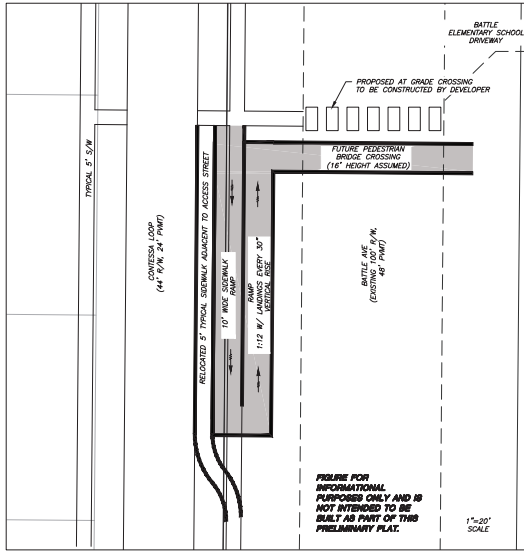 BATTLE
ELEMENTARY SCHOOL
DRIVEWAY
PROPOSED AT GRADE CROSSING
TO BE CONSTRUCTED BY DEVELOPER
FUTURE PEDESTRIAN
BRIDGE CROSSING
(16' HEIGHT ASSUMED)
TYPICAL 5' S/W
CONTESSA LOOP
(44' R/W, 24' PVMT)
RELOCATED 5' TYPICAL SIDEWALK ADJACENT TO ACCESS STREET
10' WIDE SIDEWALK
RAMP
RAMP
1:12 W/ LANDINGS EVERY 30"
VERTICAL RISE
BATTLE AVE
(EXISTING 100' R/W,
48' PVMT)
FIGURE FOR
INFORMATIONAL
PURPOSES ONLY AND IS
NOT INTENDED TO BE
BUILT AS PART OF THIS
PRELIMINARY PLAT.
1"=20'
SCALE